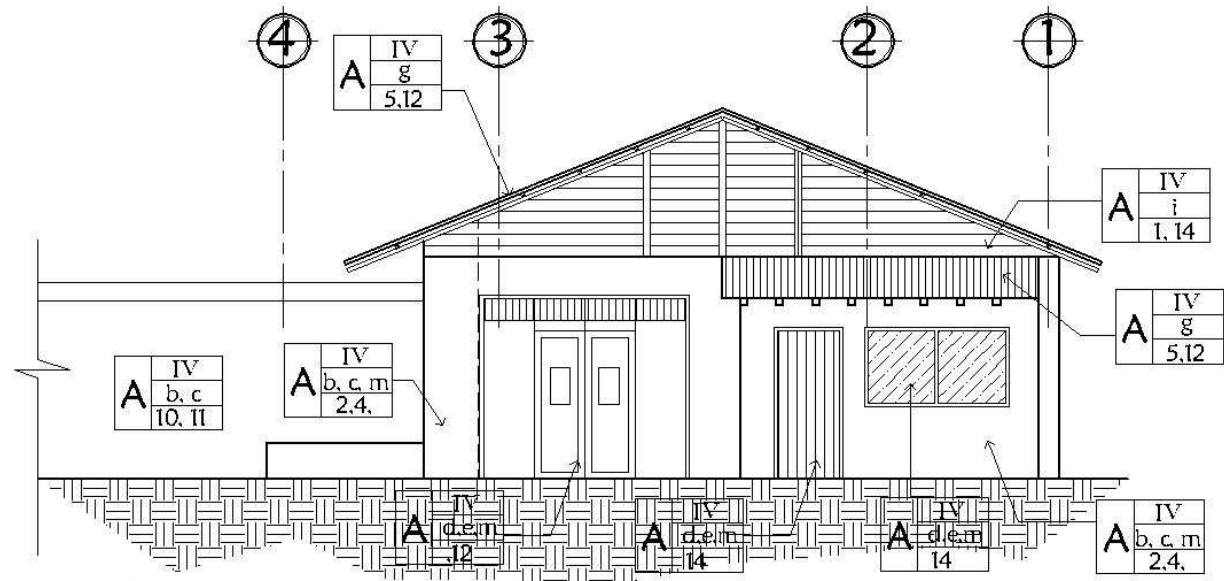 4
3
2
1
A
IV
g
5,12
A
IV
i
1, 14
A
IV
g
5,12
A
IV
b, c
10, 11
A
IV
b, c, m
2,4,
A
IV
d,e,m
,12
A
IV
d,e,m
14
A
IV
d,e,m
14
A
IV
b, c, m
2,4,